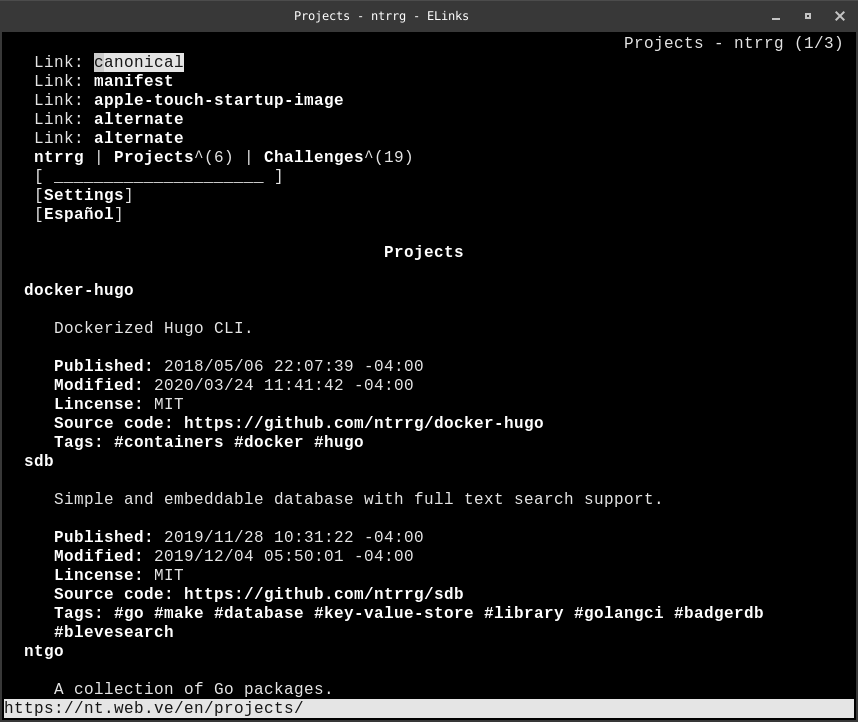 Projects - ntrrg - ELinks
Projects - ntrrg (1/3)
Link: canonical
Link: manifest
Link: apple-touch-startup-image
Link: alternate
Link: alternate
ntrrg | Projects^(6) | Challenges^(19)
[ _____________________ ]
[Settings]
[Español]
Projects
docker-hugo
Dockerized Hugo CLI.
Published: 2018/05/06 22:07:39 -04:00
Modified: 2020/03/24 11:41:42 -04:00
Lincense: MIT
Source code: https://github.com/ntrrg/docker-hugo
Tags: #containers #docker #hugo
sdb
Simple and embeddable database with full text search support.
Published: 2019/11/28 10:31:22 -04:00
Modified: 2019/12/04 05:50:01 -04:00
Lincense: MIT
Source code: https://github.com/ntrrg/sdb
Tags: #go #make #database #key-value-store #library #golangci #badgerdb
#blevesearch
ntgo
A collection of Go packages.
https://nt.web.ve/en/projects/